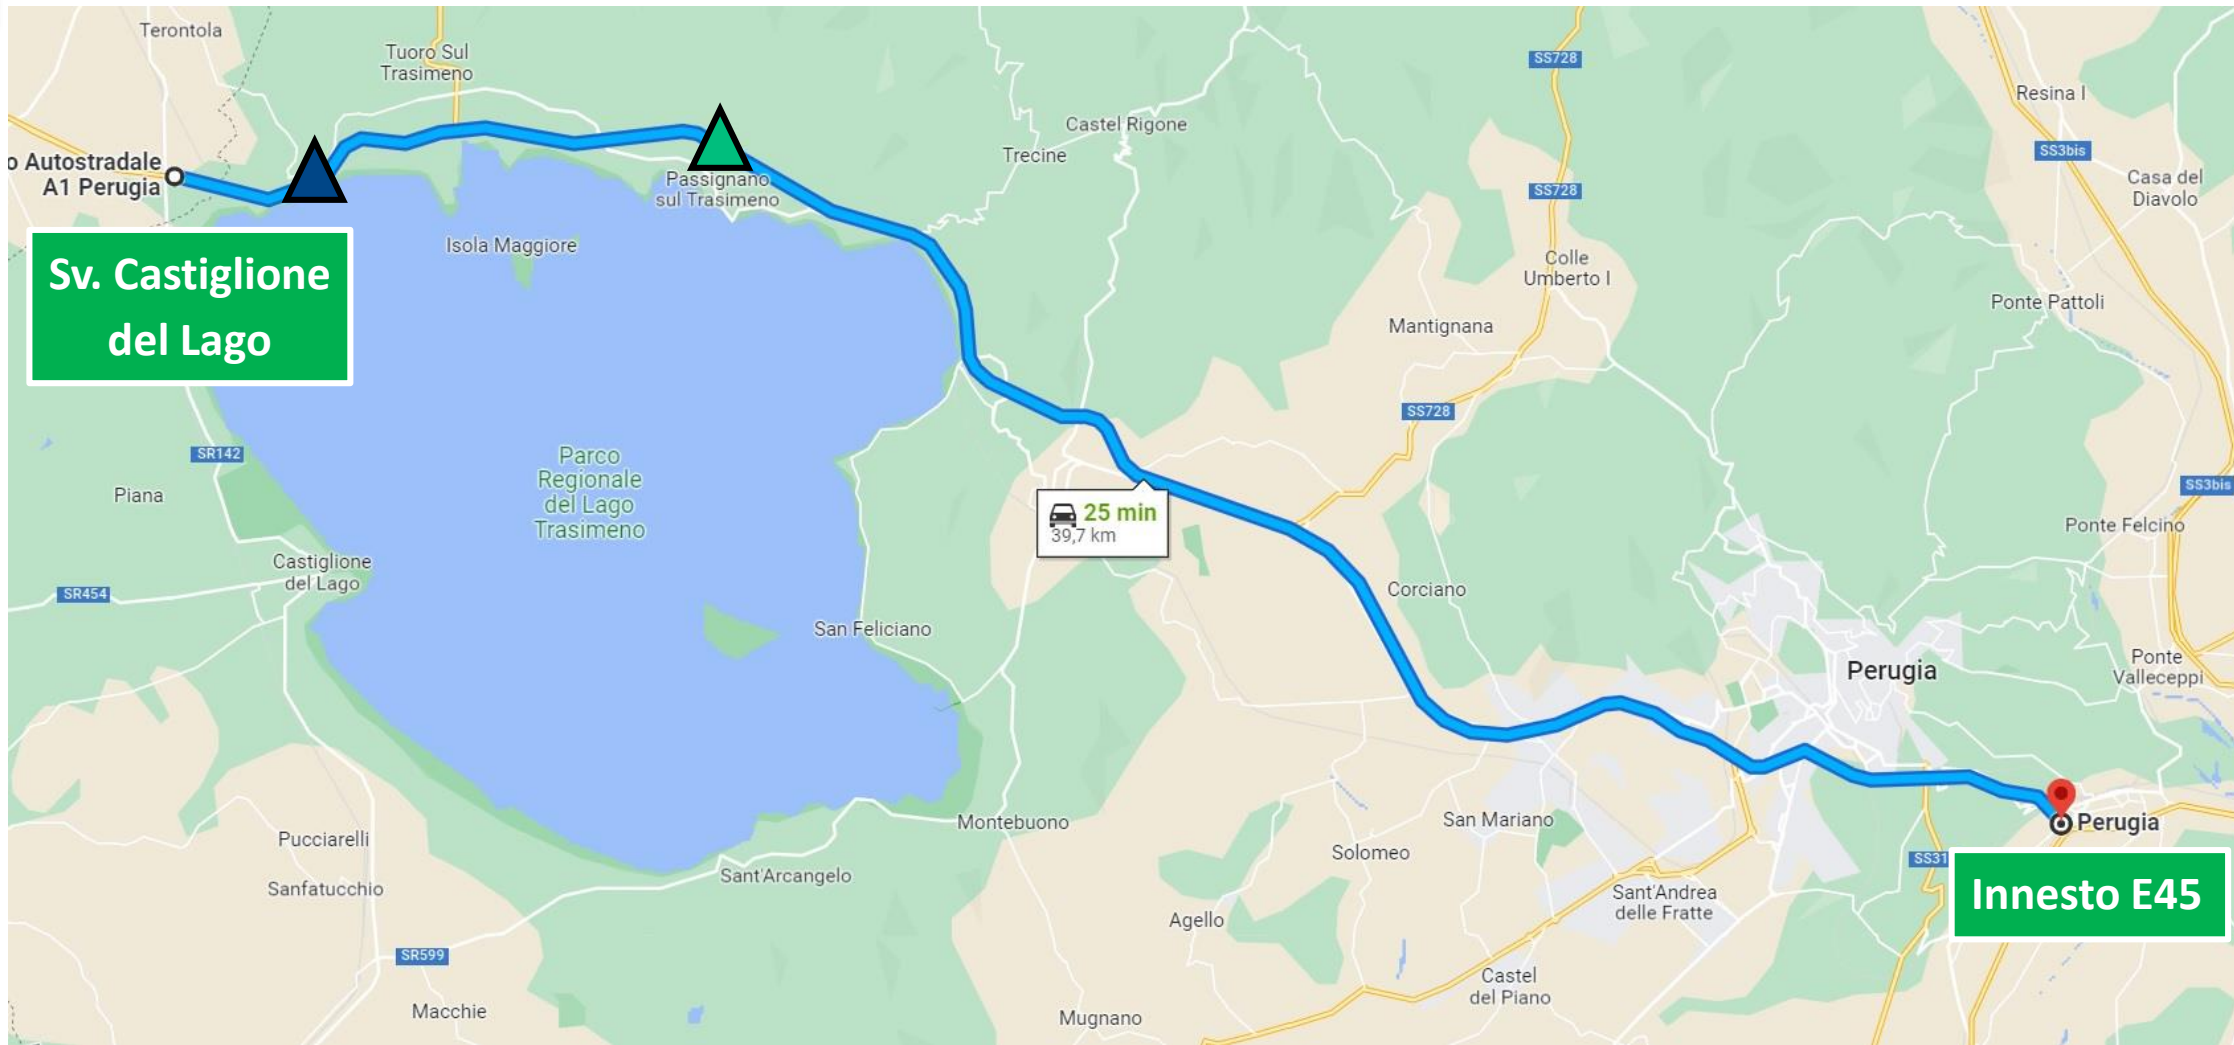 Terontola
Tuoro Sul
Trasimeno
SS728
Resina I
Castel Rigone
Trecine
SS3bis
o Autostradale
A1 Perugia
Passignano
sul Trasimeno
SS728
Casa del
Diavolo
Isola Maggiore
Sv. Castiglione
del Lago
Colle
Umberto I
Ponte Pattoli
Mantignana
SS728
SR142
Parco
Regionale
del Lago
Trasimeno
Piana
SS3bis
25 min
39,7 km
Ponte Felcino
Castiglione
del Lago
SR454
Corciano
San Feliciano
Perugia
Ponte
Valleceppi
Montebuono
San Mariano
Perugia
Pucciarelli
Solomeo
SS31
Sant'Arcangelo
Sanfatucchio
Innesto E45
Sant'Andrea
delle Fratte
Agello
SR599
Castel
del Piano
Macchie
Mugnano